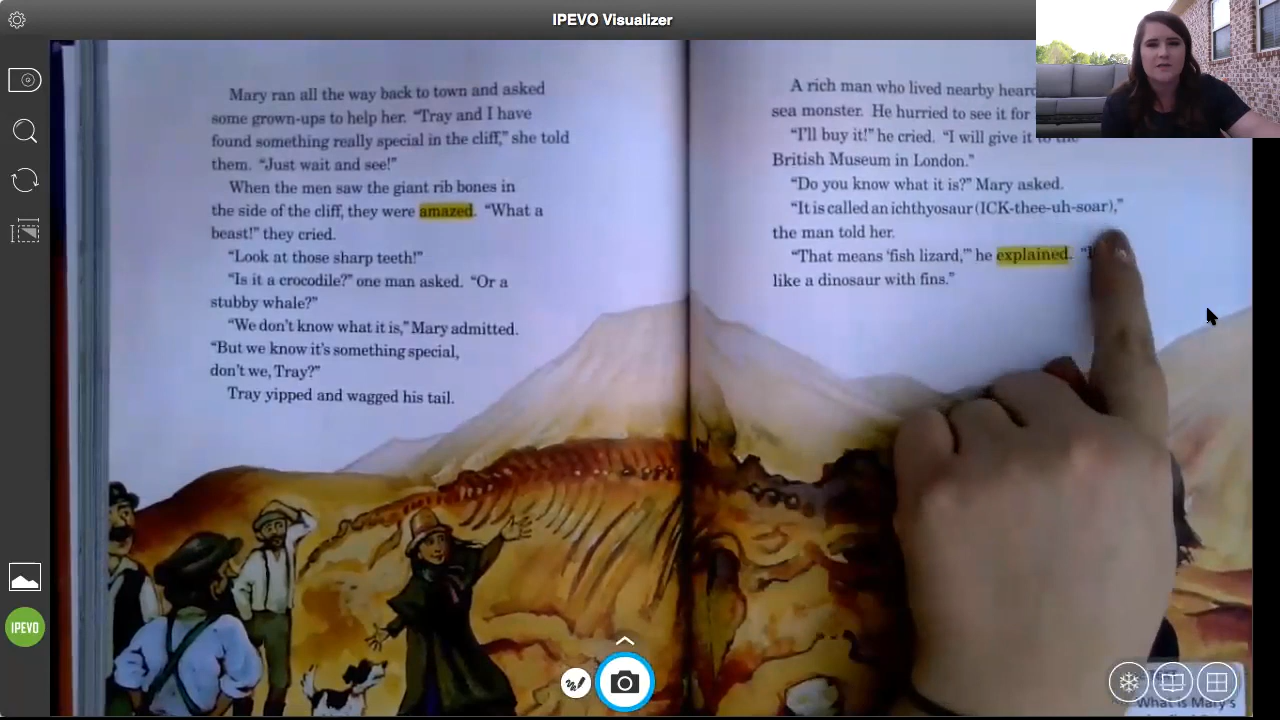 IPEVO Visualizer
Mary ran all the way back to town and asked
some grown-ups to help her. “Tray and I have
found something really special in the cliff,” she told
them. “Just wait and see!”
When the men saw the giant rib bones in
the side of the cliff, they were amazed. “What a
beast!” they cried.
“Look at those sharp teeth!”
“Is it a crocodile?” one man asked. “Or a
stubby whale?”
“We don’t know what it is,” Mary admitted.
“But we know it’s something special,
don’t we, Tray?”
Tray yipped and wagged his tail.
A rich man who lived nearby heard
sea monster. He hurried to see it for
“I’ll buy it!” he cried. “I will give it to the
British Museum in London.”
“Do you know what it is?” Mary asked.
“It is called an ichthyosaur (ICK-thee-uh-soar),”
the man told her.
“That means ‘fish lizard,’” he explained.
like a dinosaur with fins.”
IPEVO
What is Mary’s